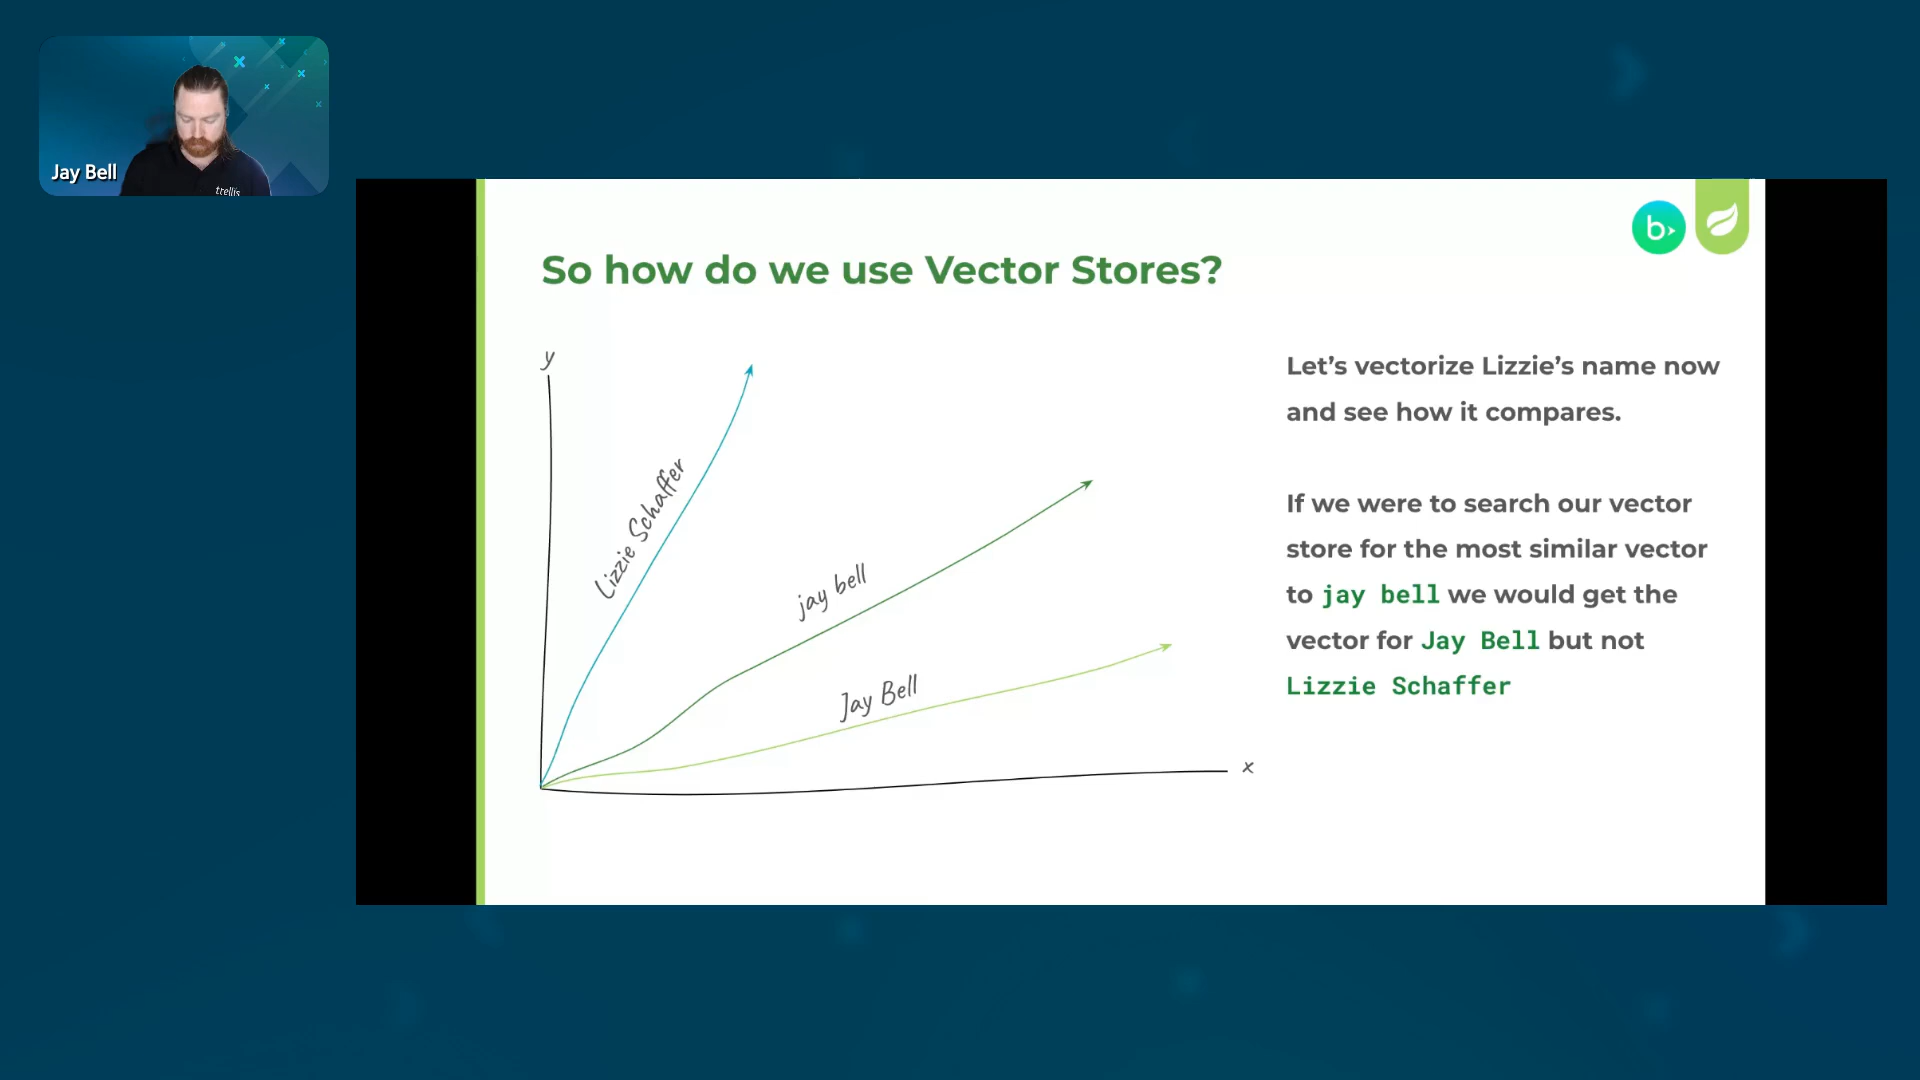 Jay Bell
trellis
b
So how do we use Vector Stores?
y
Lizzie Schaffer
jay bell
Jay Bell
x
Let’s vectorize Lizzie’s name now
and see how it compares.
If we were to search our vector
store for the most similar vector
to jay bell we would get the
vector for Jay Bell but not
Lizzie Schaffer